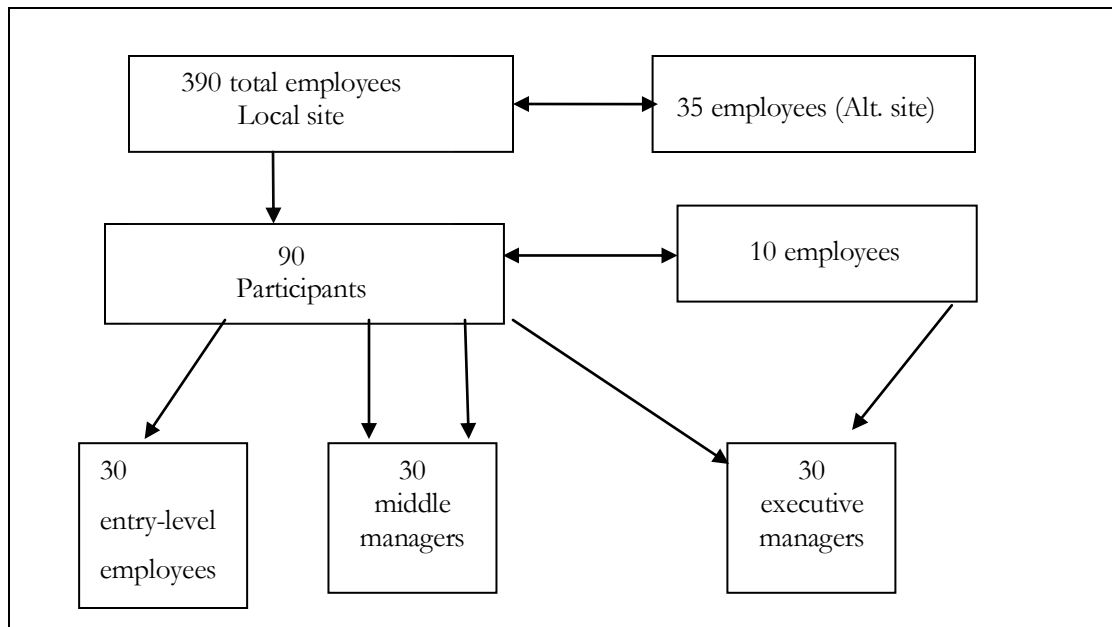 390 total employees
Local site
35 employees (Alt. site)
90
Participants
10 employees
30
entry-level
employees
30
middle
managers
30
executive
managers